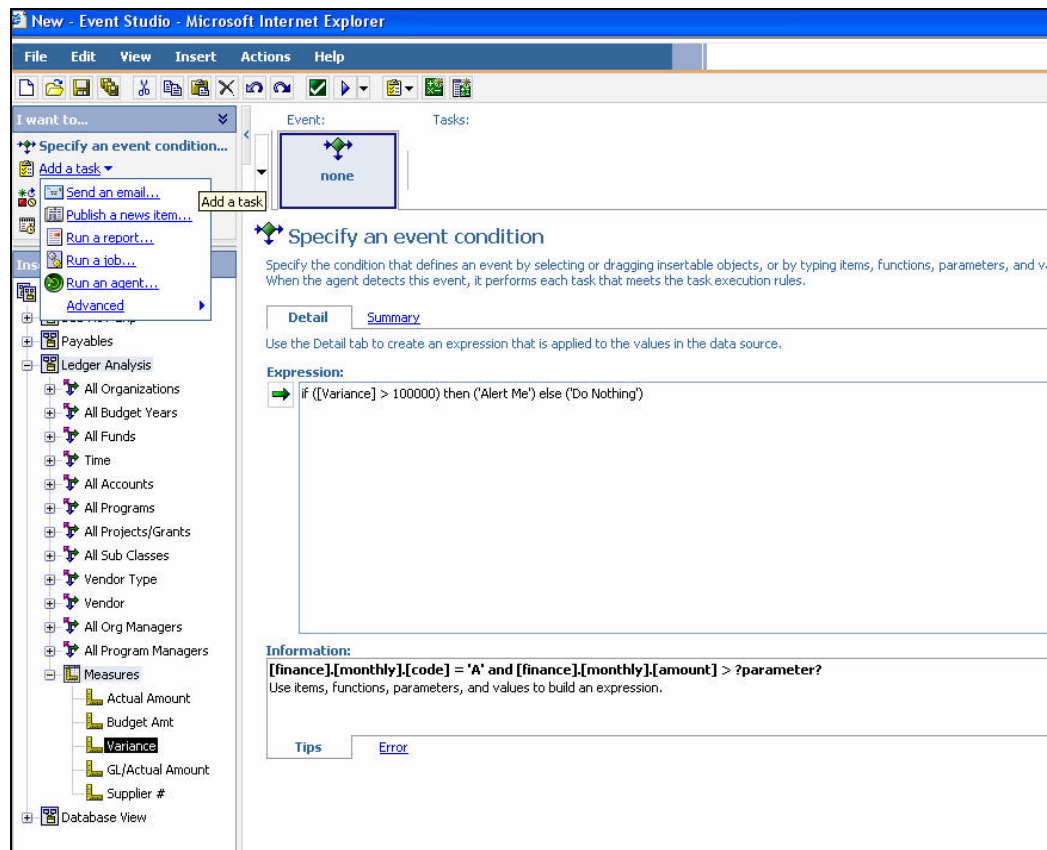 New - Event Studio - Microsoft Internet Explorer
File Edit View Insert Actions Help
I want to...
Specify an event condition...
Add a task
Send an email...
Publish a news item...
Run a report...
Run a job...
Run an agent...
Advanced
Add a task
Payables
Ledger Analysis
All Organizations
All Budget Years
All Funds
Time
All Accounts
All Programs
All Projects/Grants
All Sub Classes
Vendor Type
Vendor
All Org Managers
All Program Managers
Measures
Actual Amount
Budget Amt
Variance
GL/Actual Amount
Supplier #
Database View
Event: Tasks:
none
Specify an event condition
Specify the condition that defines an event by selecting or dragging insertable objects, or by typing items, functions, parameters, and
When the agent detects this event, it performs each task that meets the task execution rules.
Detail Summary
Use the Detail tab to create an expression that is applied to the values in the data source.
Expression:
if ([Variance] > 100000) then ('Alert Me') else ('Do Nothing')
Information:
[finance].[monthly].[code] = 'A' and [finance].[monthly].[amount] > ?parameter?
Use items, functions, parameters, and values to build an expression.
Tips Error